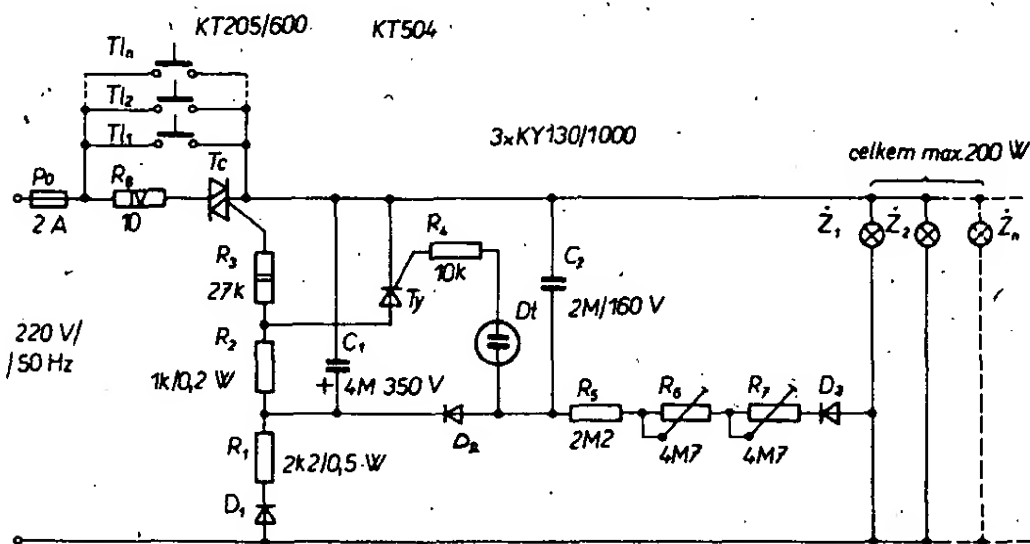 KT205/600 KT504
Tl_n
Tl_2
Tl_1
3xKY130/1000
celkem max. 200 W
Po
2 A
R_8
10
Tc
R_3
27k
R_4
10k
Ty
Dt
C_2
2M/160 V
Ż_1 Ż_2 Ż_n
220 V/
/50 Hz
R_2
1k/0,2 W
C_1
+ 4M 350 V
R_5
2M2
R_6
4M7
R_7
4M7
D_3
D_2
R_1
2k2/0,5 W
D_1